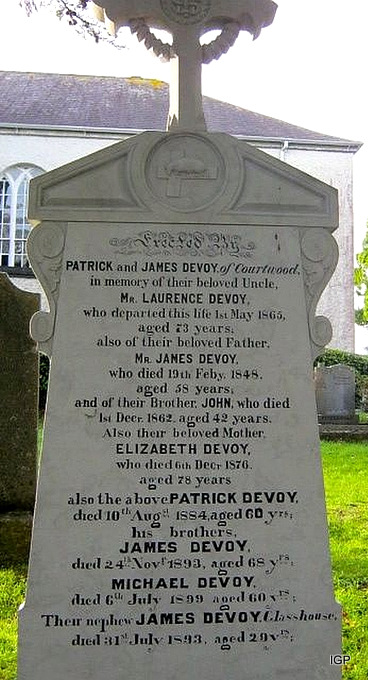 Erected By
PATRICK and JAMES DEVOY, of Courtwood,
in memory of their beloved Uncle,
Mr. LAURENCE DEVOY,
who departed this life 1st May 1865,
aged 73 years;
also of their beloved Father,
Mr. JAMES DEVOY,
who died 19th Feby. 1848,
aged 58 years;
and of their Brother, JOHN, who died
1st Decr. 1862, aged 42 years.
Also their beloved Mother,
ELIZABETH DEVOY,
who died 6th Decr 1876.
aged 78 years
also the above PATRICK DEVOY,
died 10th Augst 1884, aged 60 yrs;
his brothers,
JAMES DEVOY,
died 24th Novr 1893, aged 68 yrs;
MICHAEL DEVOY,
died 6th July 1899 aged 60 yrs;
Their nephew JAMES DEVOY, Glasshouse,
died 31st July 1893, aged 29 yrs;
IGP